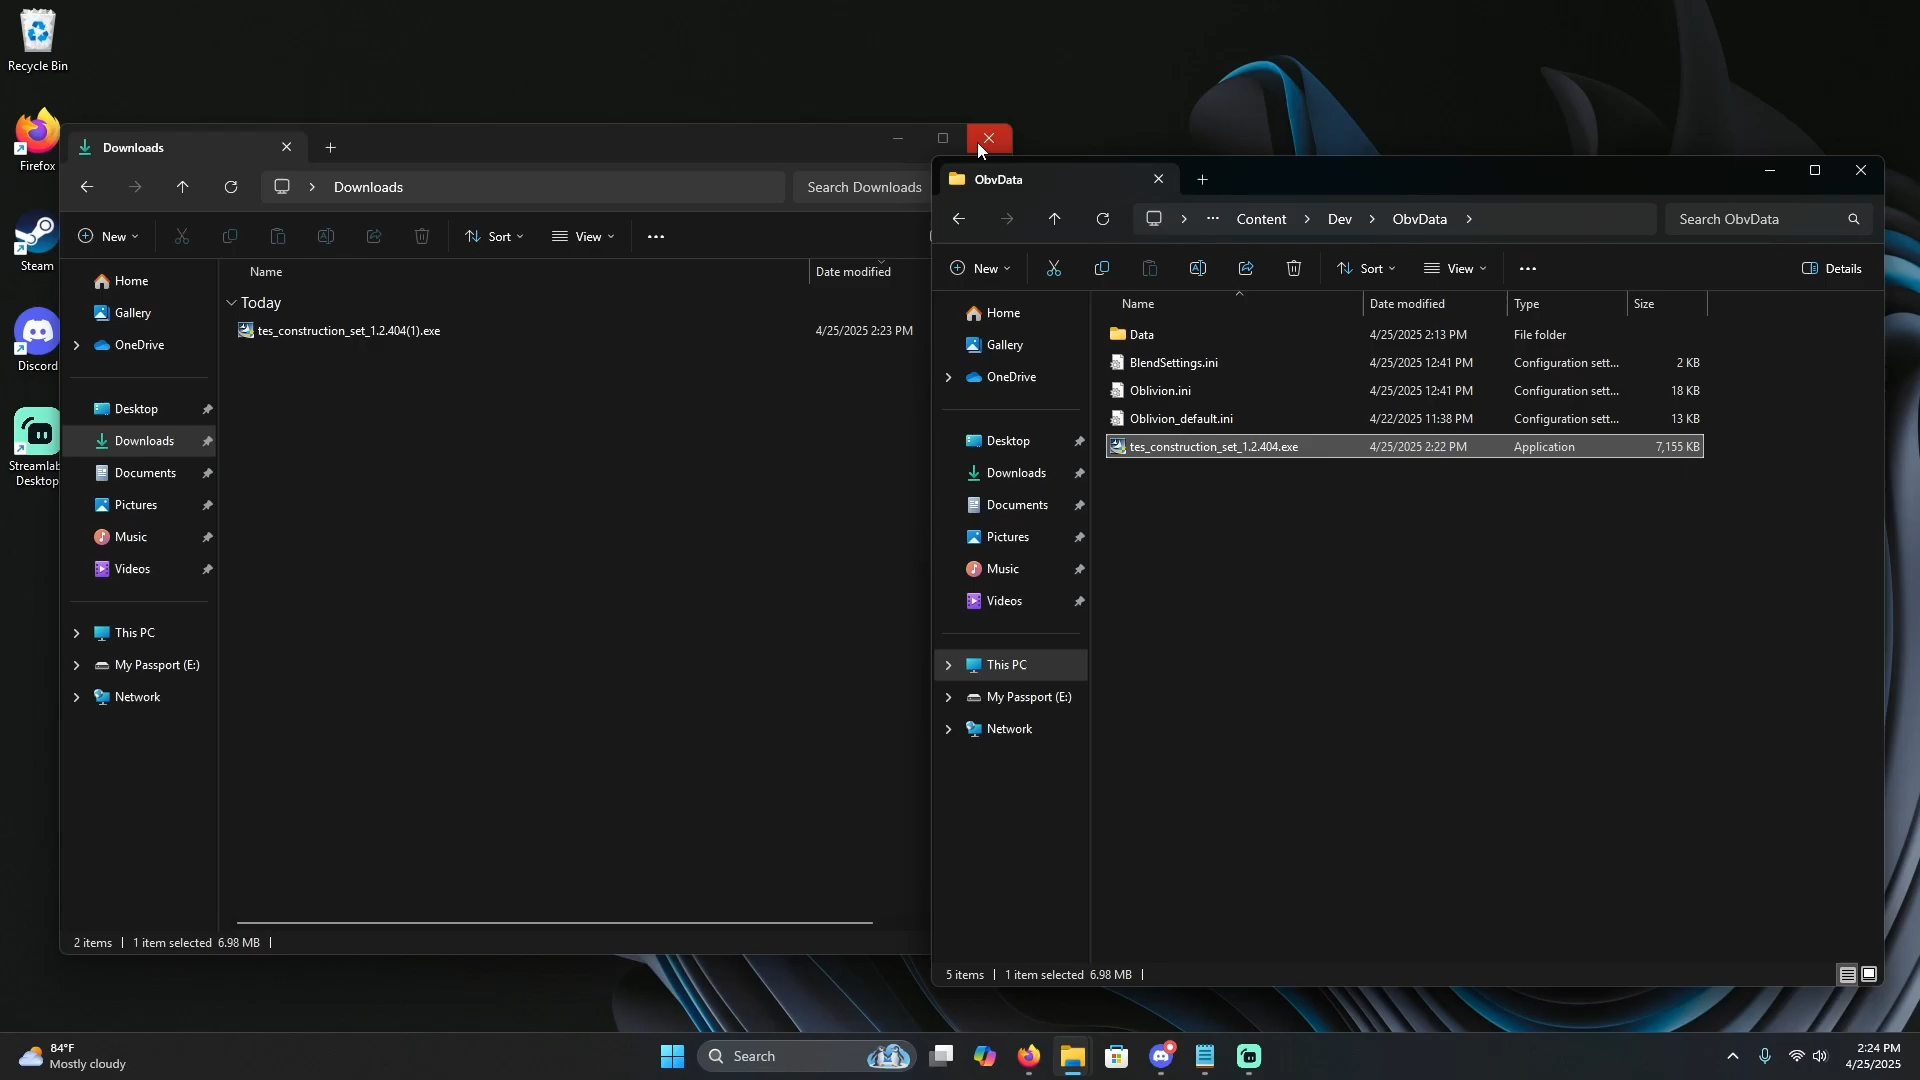 Recycle Bin
Firefox
Steam
Discord
Streamlab
Desktop
Downloads
Downloads
Search Downloads
New
Sort
View
Home
Gallery
OneDrive
Desktop
Downloads
Documents
Pictures
Music
Videos
This PC
My Passport (E:)
Network
Name
Date modified
Today
tes_construction_set_1.2.404(1).exe
4/25/2025 2:23 PM
2 items
1 item selected 6.98 MB
ObvData
Content
Dev
ObvData
Search ObvData
New
Sort
View
Details
Home
Gallery
OneDrive
Desktop
Downloads
Documents
Pictures
Music
Videos
This PC
My Passport (E:)
Network
Name Date modified Type Size
Data 4/25/2025 2:13 PM File folder
BlendSettings.ini 4/25/2025 12:41 PM Configuration sett... 2 KB
Oblivion.ini 4/25/2025 12:41 PM Configuration sett... 18 KB
Oblivion_default.ini 4/22/2025 11:38 PM Configuration sett... 13 KB
tes_construction_set_1.2.404.exe 4/25/2025 2:22 PM Application 7,155 KB
5 items
1 item selected 6.98 MB
84°F
Mostly cloudy
Search
2:24 PM
4/25/2025